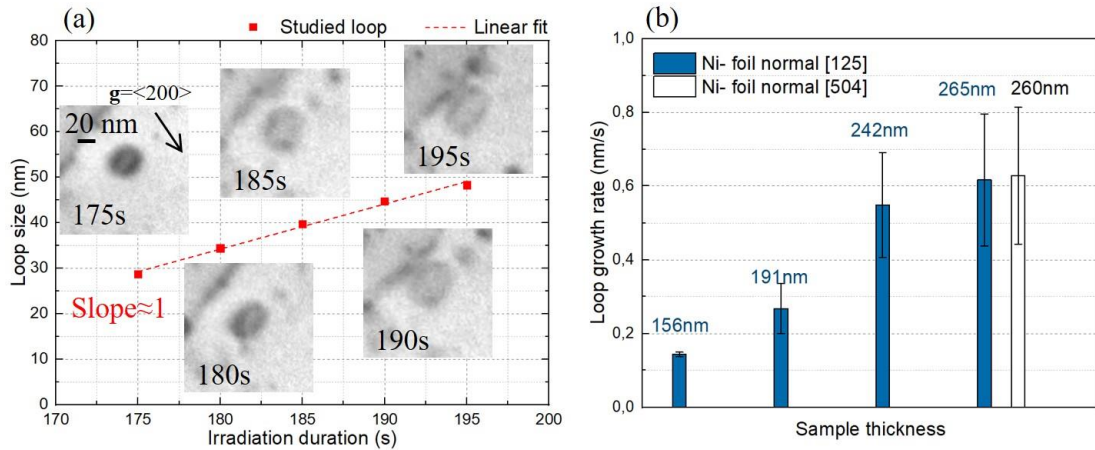 (a)
Studied loop
Linear fit
80
70
60
50
40
30
20
10
0
Loop size (nm)
g=<200>
20 nm
175s
185s
195s
Slope≈1
180s
190s
170
175
180
185
190
195
200
Irradiation duration (s)
(b)
1,0
0,8
0,6
0,4
0,2
0,0
Loop growth rate (nm/s)
Ni- foil normal [125]
Ni- foil normal [504]
156nm
191nm
242nm
265nm
260nm
Sample thickness